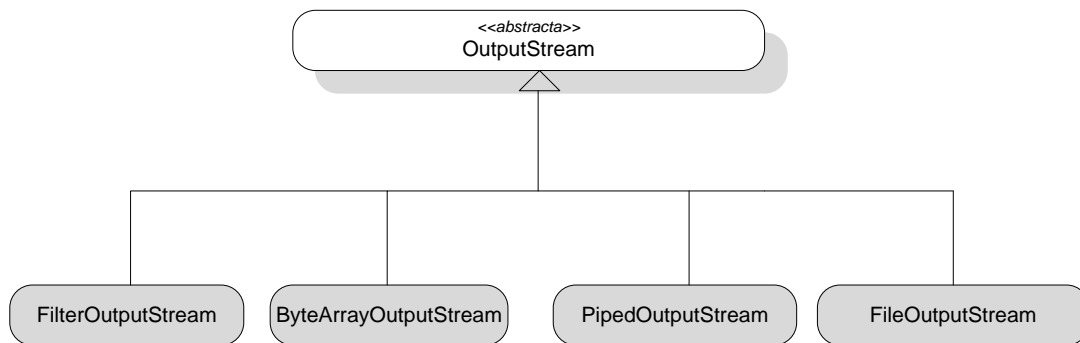 <<abstracta>>
OutputStream
FilterOutputStream
ByteArrayOutputStream
PipedOutputStream
FileOutputStream